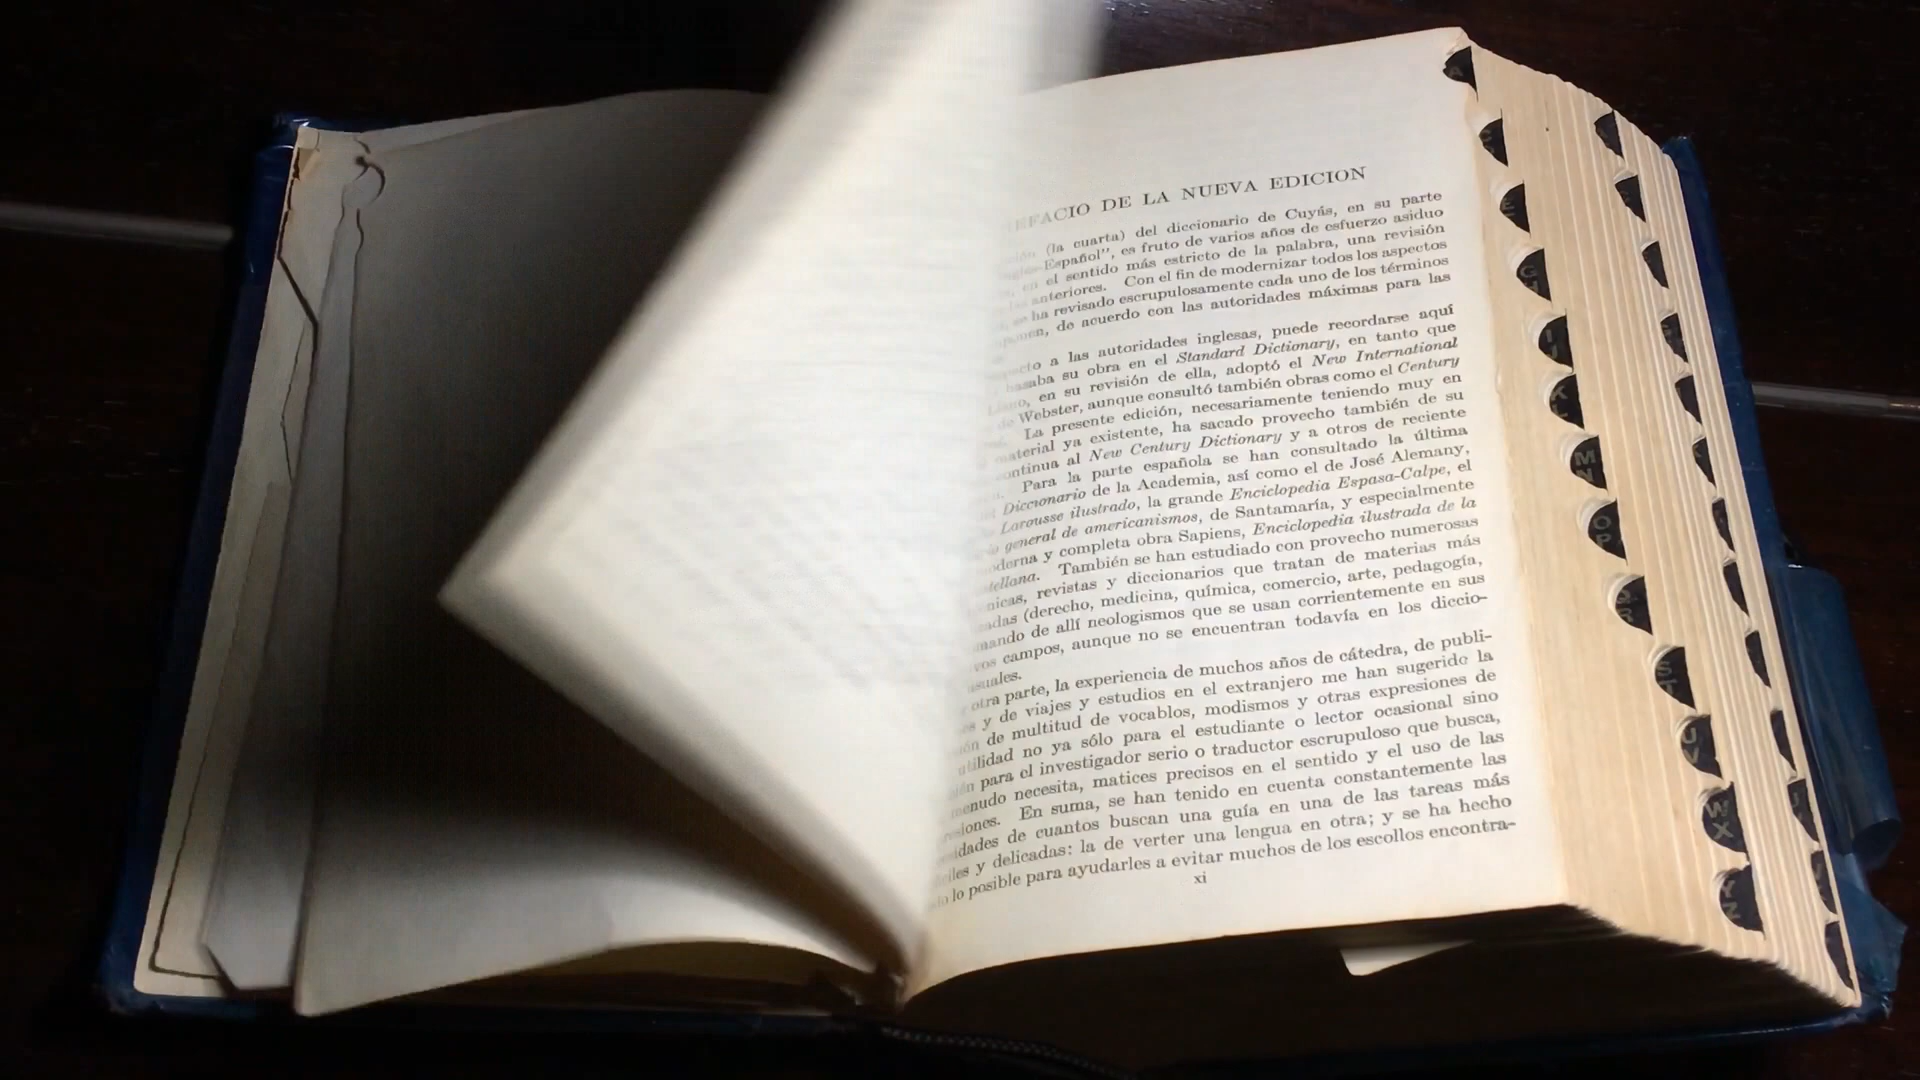 DE LA NUEVA EDICION
(la cuarta) del diccionario de Cuyás, en su parte
Español", es fruto de varios años de esfuerzo asiduo
en el sentido más estricto de la palabra, una revisión
anteriores. Con el fin de modernizar todos los aspectos
se ha revisado escrupulosamente cada uno de los términos
de acuerdo con las autoridades máximas para las
a las autoridades inglesas, puede recordarse aquí
su obra en el Standard Dictionary, en tanto que
en su revisión de ella, adoptó el New International
de Webster, aunque consultó también obras como el Century
La presente edición, necesariamente teniendo muy en
material ya existente, ha sacado provecho también de su
al New Century Dictionary y a otros de reciente
Para la parte española se han consultado la última
Diccionario de la Academia, así como el de José Alemany,
Larousse ilustrado, la grande Enciclopedia Espasa-Calpe, el
general de americanismos, de Santamaría, y especialmente
y completa obra Sapiens, Enciclopedia ilustrada de la
También se han estudiado con provecho numerosas
revistas y diccionarios que tratan de materias más
(derecho, medicina, química, comercio, arte, pedagogía,
de allí neologismos que se usan corrientemente en sus
campos, aunque no se encuentran todavía en los diccio-
usuales.
otra parte, la experiencia de muchos años de cátedra, de publi-
y de viajes y estudios en el extranjero me han sugerido la
de multitud de vocablos, modismos y otras expresiones de
utilidad no ya sólo para el estudiante o lector ocasional sino
para el investigador serio o traductor escrupuloso que busca,
menudo necesita, matices precisos en el sentido y el uso de las
En suma, se han tenido en cuenta constantemente las
de cuantos buscan una guía en una de las tareas más
y delicadas: la de verter una lengua en otra; y se ha hecho
lo posible para ayudarles a evitar muchos de los escollos encontra-
xi
A
C
E
G
H
I
J
K
L
M
N
O
P
Q
R
S
T
U
V
W
X
Y
Z